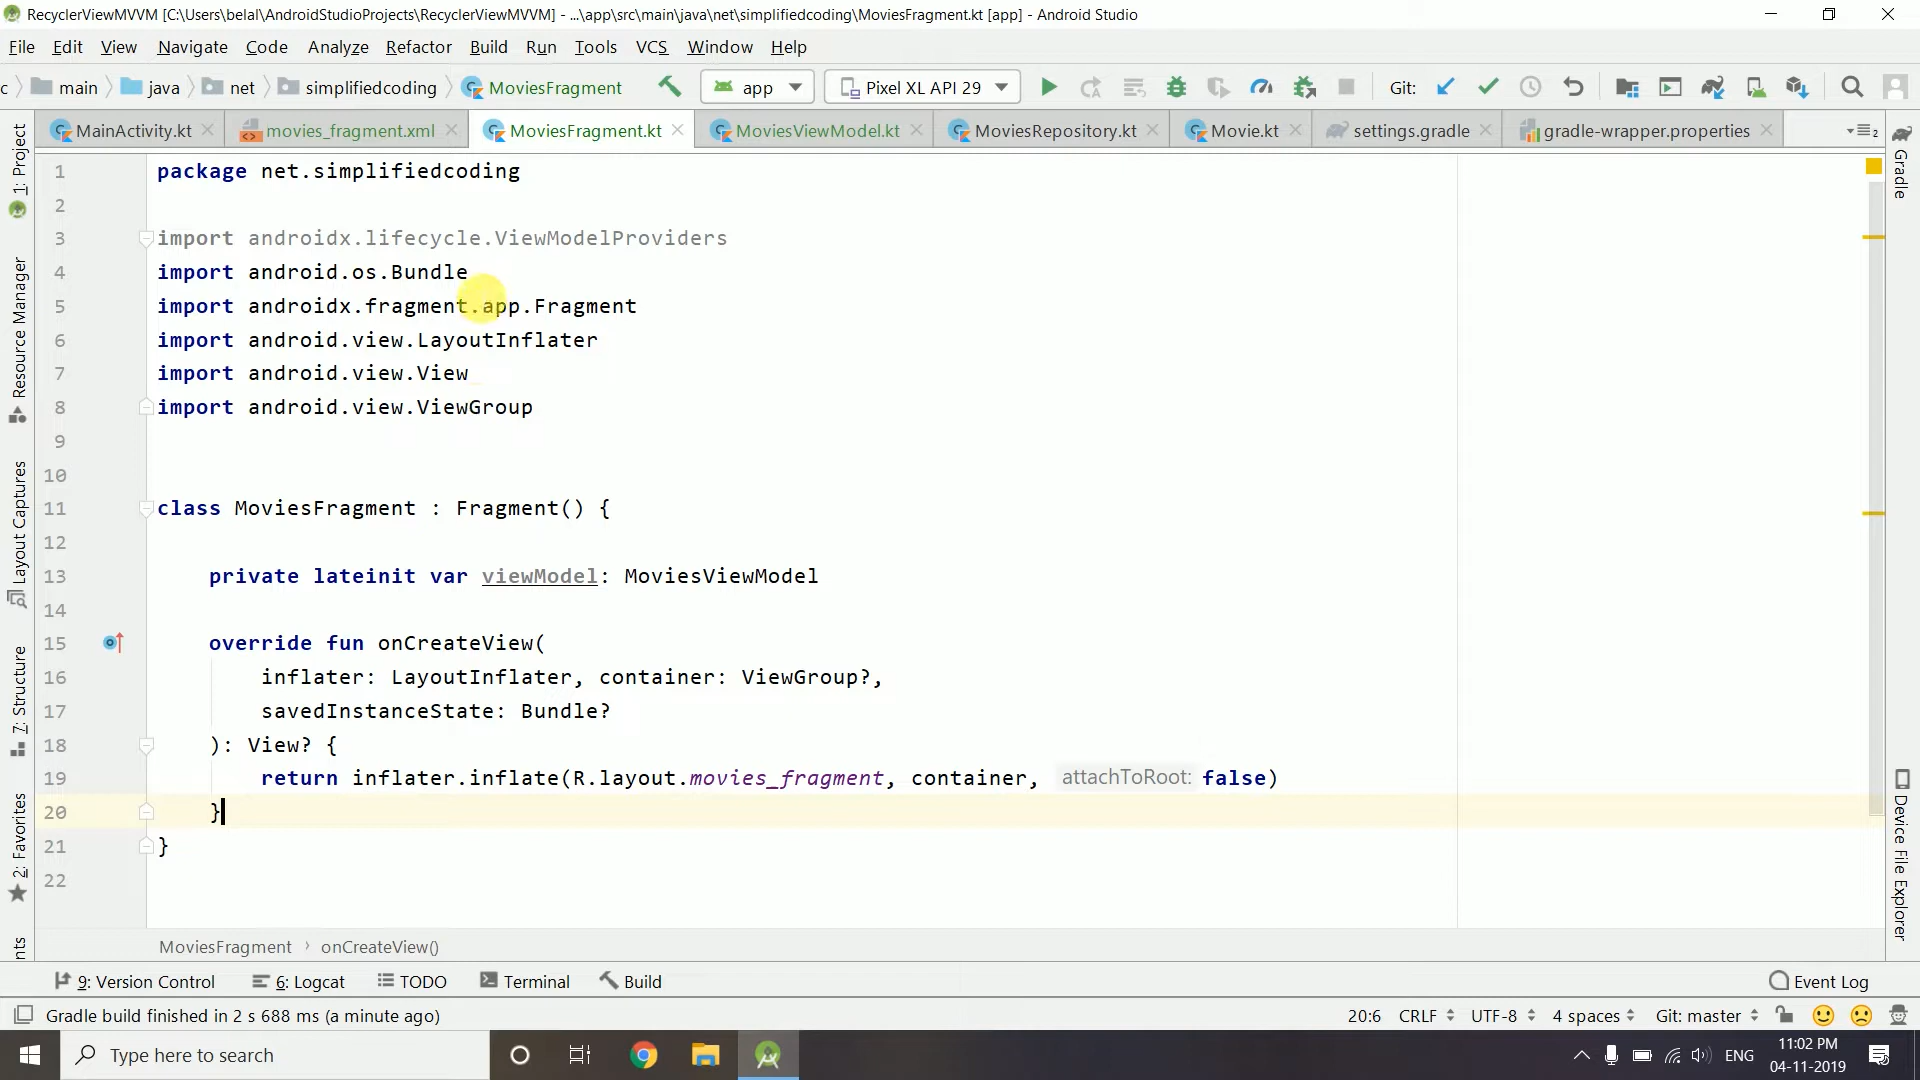 RecyclerViewMVVM [C:\Users\belal\AndroidStudioProjects\RecyclerViewMVVM] - ...\app\src\main\java\net\simplifiedcoding\MoviesFragment.kt [app] - Android Studio
File Edit View Navigate Code Analyze Refactor Build Run Tools VCS Window Help
c main java net simplifiedcoding MoviesFragment app Pixel XL API 29 Git:
MainActivity.kt movies_fragment.xml MoviesFragment.kt MoviesViewModel.kt MoviesRepository.kt Movie.kt settings.gradle gradle-wrapper.properties 2
1: Project
Resource Manager
Layout Captures
7: Structure
2: Favorites
nts
1 package net.simplifiedcoding
2
3 import androidx.lifecycle.ViewModelProviders
4 import android.os.Bundle
5 import androidx.fragment.app.Fragment
6 import android.view.LayoutInflater
7 import android.view.View
8 import android.view.ViewGroup
9
10
11 class MoviesFragment : Fragment() {
12
13 private lateinit var viewModel: MoviesViewModel
14
15 override fun onCreateView(
16 inflater: LayoutInflater, container: ViewGroup?,
17 savedInstanceState: Bundle?
18 ): View? {
19 return inflater.inflate(R.layout.movies_fragment, container, attachToRoot: false)
20 }
21 }
22
Gradle
Device File Explorer
MoviesFragment › onCreateView()
9: Version Control 6: Logcat TODO Terminal Build Event Log
Gradle build finished in 2 s 688 ms (a minute ago) 20:6 CRLF UTF-8 4 spaces Git: master
Type here to search ENG 11:02 PM
04-11-2019